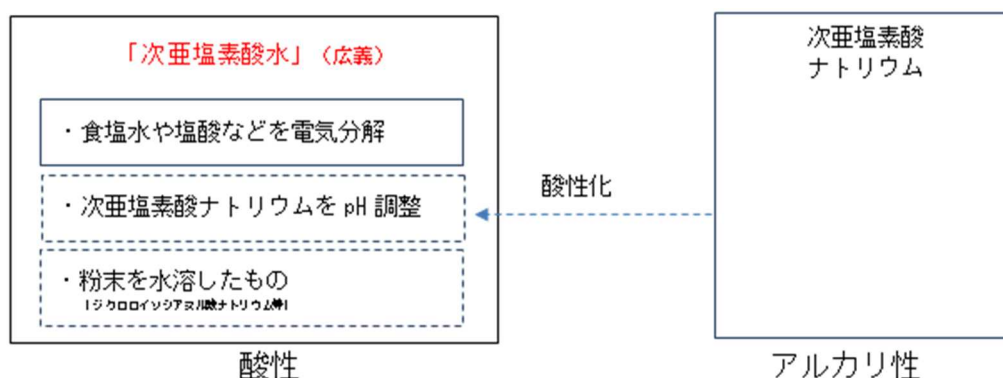 「次亜塩素酸水」（広義）
・食塩水や塩酸などを電気分解
・次亜塩素酸ナトリウムを pH 調整
・粉末を水溶したもの
(ジクロロイソシアヌル酸ナトリウム等)
酸性
酸性化
次亜塩素酸
ナトリウム
アルカリ性